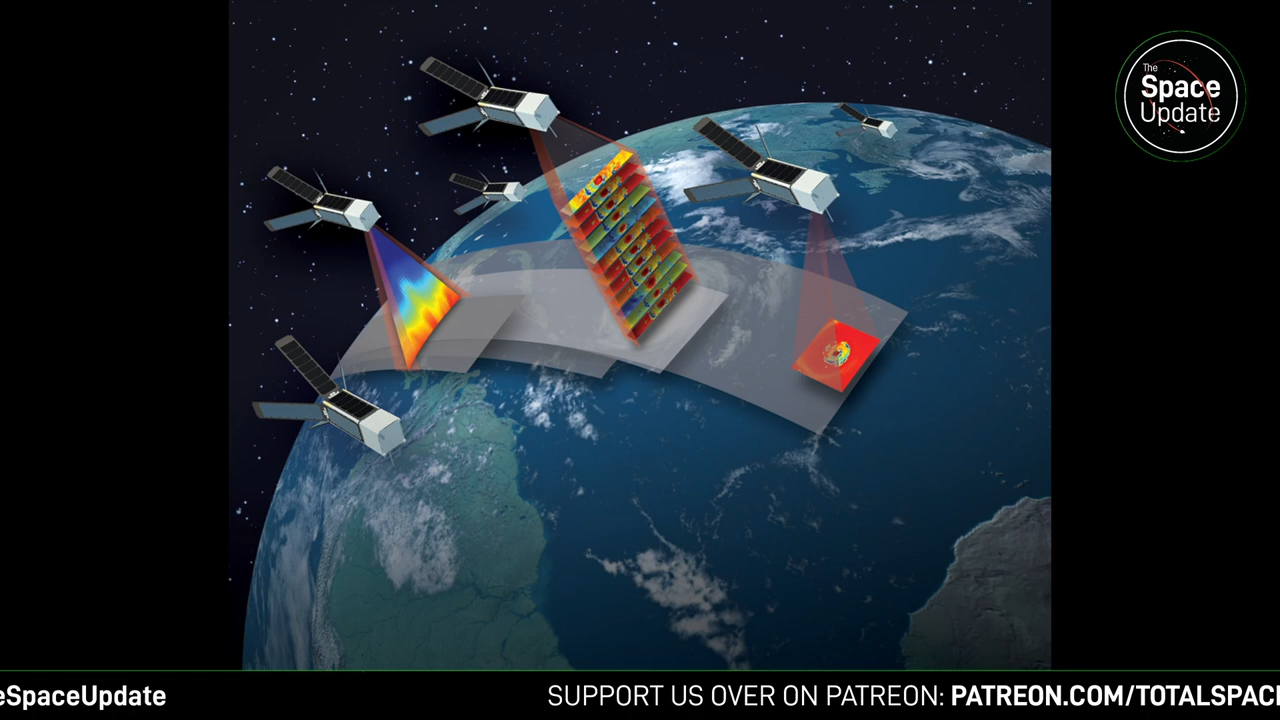 The
Space
Update
eSpaceUpdate
SUPPORT US OVER ON PATREON: PATREON.COM/TOTALSPAC